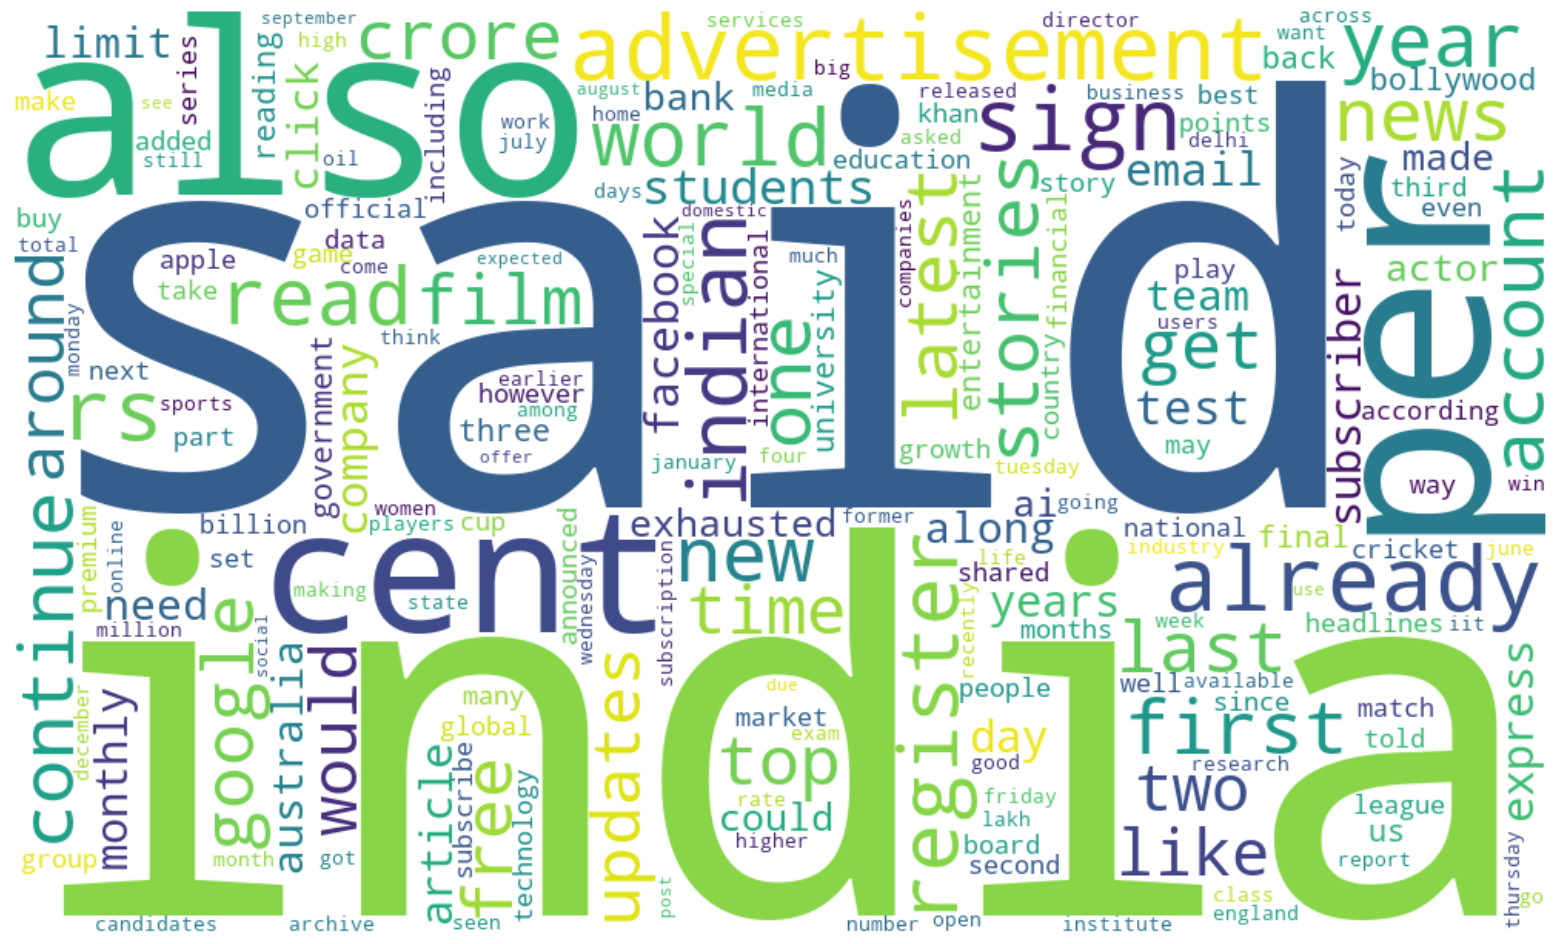 limit
series
make
see
added
still
also
september
high
reading
click
oil
crore
including
work
july
advertisement
services
director
big
august
media
home
bank
world
khan
released
asked
education
students
days
sign
business
best
points
delhi
email
across
want
back
year
bollywood
news
made
third
even
today
account
buy
total
official
data
apple
game
come
take
read
film
expected
think
said
domestic
special
facebook
indian
international
much
one
university
companies
latest
entertainment
stories
story
financial
country
play
team
users
get
test
may
actor
per
subscriber
according
way
win
around
monday
next
rs
sports
part
government
company
earlier
however
among
three
offer
january
four
growth
tuesday
continue
premium
online
billion
set
need
million
women
players
cup
announced
wednesday
cent
making
state
exhausted
former
subscription
new
time
ai
going
along
life
shared
years
months
recently
national
industry
final
cricket
june
already
use
week
headlines
iit
last
india
december
monthly
google
social
australia
would
group
month
got
many
global
article
subscribe
free
technology
updates
due
market
exam
top
rate
could
higher
post
register
people
day
good
friday
lakh
board
second
well
available
since
first
match
told
research
two
league
us
report
like
express
thursday
go
class
england
candidates
archive
seen
number
open
institute